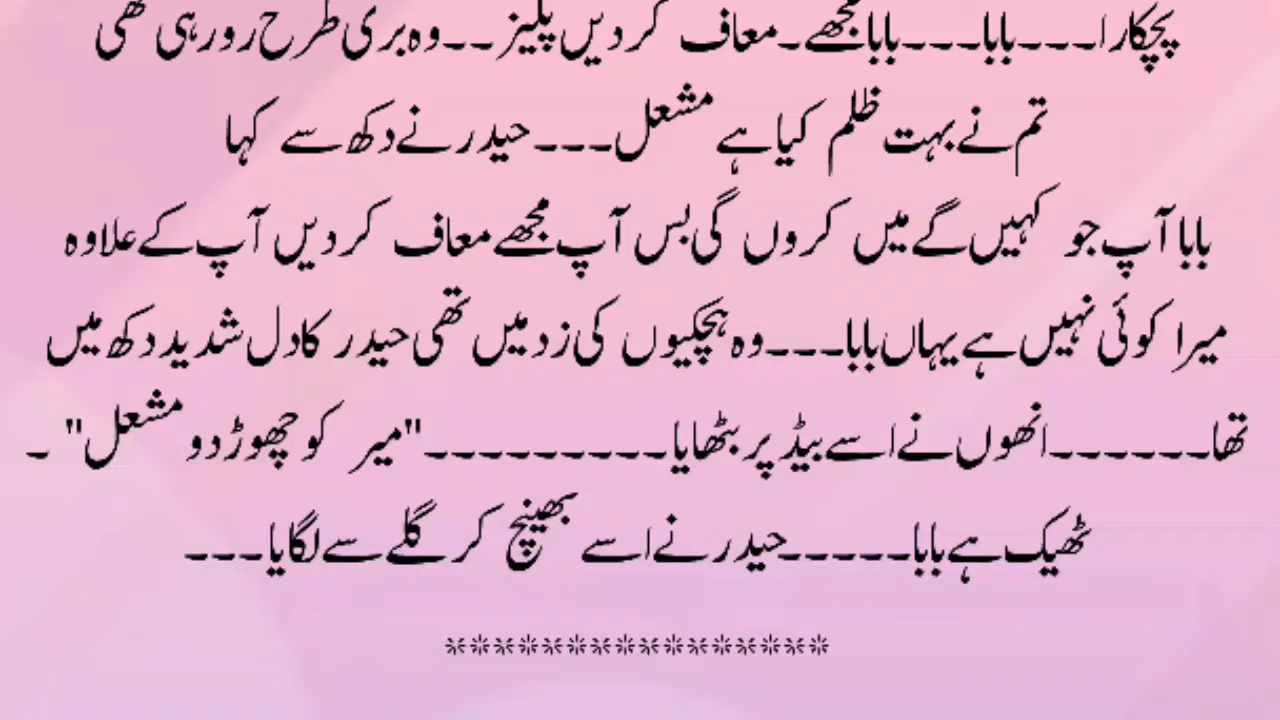 پچکارا۔۔۔بابا۔۔۔بابا مجھے۔معاف کر دیں پلیز۔۔وہ بری طرح رو رہی تھی
تم نے بہت ظلم کیا ہے مشعل۔۔۔حیدر نے دکھ سے کہا
بابا آپ جو کہیں گے میں کروں گی بس آپ مجھے معاف کر دیں آپ کے علاوہ
میرا کوئی نہیں ہے یہاں بابا۔۔۔وہ ہچکیوں کی زد میں تھی حیدر کا دل شدید دکھ میں
تھا۔۔۔۔۔۔انھوں نے اسے بیڈ پر بٹھایا۔۔۔۔۔۔۔۔۔۔"میر کو چھوڑ دو مشعل"۔
ٹھیک ہے بابا۔۔۔۔۔حیدر نے اسے بھینچ کر گلے سے لگایا۔۔۔
****************